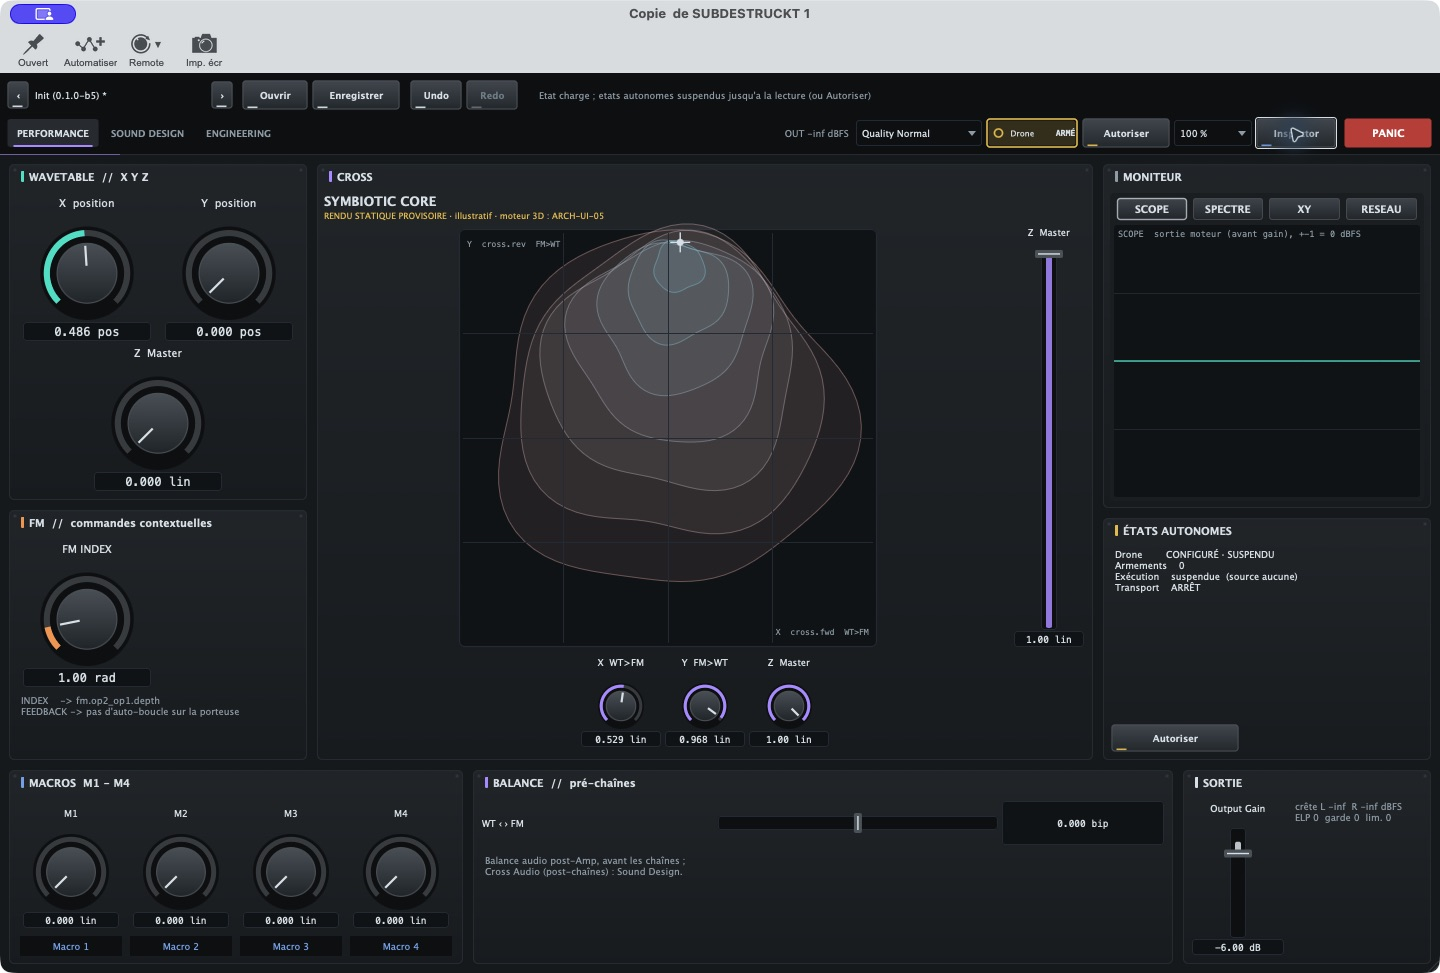 Copie de SUBDESTRUCKT 1
Ouvert Automatiser Remote Imp. écr
‹ Init (0.1.0-b5) * › Ouvrir Enregistrer Undo Redo Etat charge ; etats autonomes suspendus jusqu'a la lecture (ou Autoriser)
PERFORMANCE SOUND DESIGN ENGINEERING OUT -inf dBFS Quality Normal Drone ARMÉ Autoriser 100 % PANIC
WAVETABLE // X Y Z
X position Y position
0.486 pos 0.000 pos
Z Master
0.000 lin
FM // commandes contextuelles
FM INDEX
1.00 rad
INDEX -> fm.op2_op1.depth
FEEDBACK -> pas d'auto-boucle sur la porteuse
CROSS
SYMBIOTIC CORE
RENDU STATIQUE PROVISOIRE · illustratif · moteur 3D : ARCH-UI-05
Y cross.rev FM>WT
X cross.fwd WT>FM
Z Master
1.00 lin
X WT>FM Y FM>WT Z Master
0.529 lin 0.968 lin 1.00 lin
MONITEUR
SCOPE SPECTRE XY RESEAU
SCOPE sortie moteur (avant gain), +-1 = 0 dBFS
ÉTATS AUTONOMES
Drone CONFIGURÉ · SUSPENDU
Armements 0
Exécution suspendue (source aucune)
Transport ARRÊT
Autoriser
MACROS M1 - M4
M1 M2 M3 M4
0.000 lin 0.000 lin 0.000 lin 0.000 lin
Macro 1 Macro 2 Macro 3 Macro 4
BALANCE // pré-chaînes
WT ‹ › FM 0.000 bip
Balance audio post-Amp, avant les chaînes ;
Cross Audio (post-chaînes) : Sound Design.
SORTIE
Output Gain
crête L -inf R -inf dBFS
ELP 0 garde 0 lim. 0
-6.00 dB